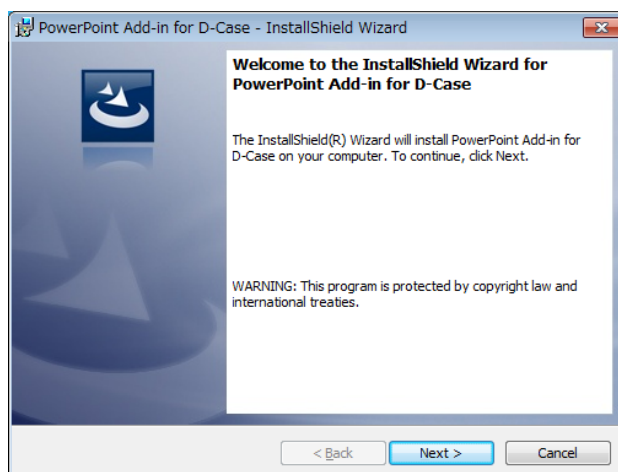 PowerPoint Add-in for D-Case - InstallShield Wizard
Welcome to the InstallShield Wizard for
PowerPoint Add-in for D-Case
The InstallShield(R) Wizard will install PowerPoint Add-in for
D-Case on your computer. To continue, click Next.
WARNING: This program is protected by copyright law and
international treaties.
< Back Next > Cancel